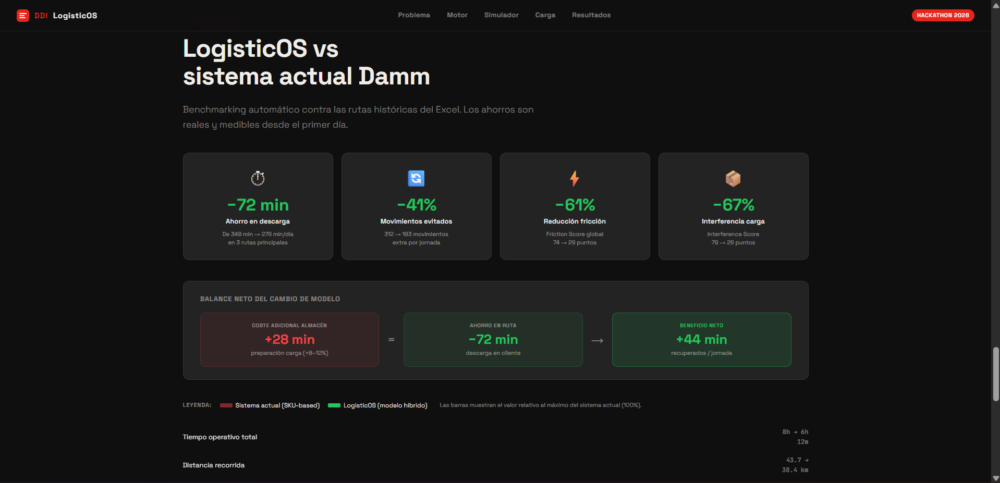 DDI LogisticOS
Problema
Motor
Simulador
Carga
Resultados
HACKATHON 2026
LogisticOS vs
sistema actual Damm
Benchmarking automático contra las rutas históricas del Excel. Los ahorros son
reales y medibles desde el primer día.
−72 min
Ahorro en descarga
De 348 min → 276 min/día
en 3 rutas principales
−41%
Movimientos evitados
312 → 183 movimientos
extra por jornada
−61%
Reducción fricción
Friction Score global
74 → 29 puntos
−67%
Interferencia carga
Interference Score
79 → 26 puntos
BALANCE NETO DEL CAMBIO DE MODELO
COSTE ADICIONAL ALMACÉN
+28 min
preparación carga (+8–12%)
=
AHORRO EN RUTA
−72 min
descarga en cliente
→
BENEFICIO NETO
+44 min
recuperados / jornada
LEYENDA: Sistema actual (SKU-based) LogisticOS (modelo híbrido) Las barras muestran el valor relativo al máximo del sistema actual (100%).
Tiempo operativo total
8h → 6h
12m
Distancia recorrida
43.7 →
38.4 km